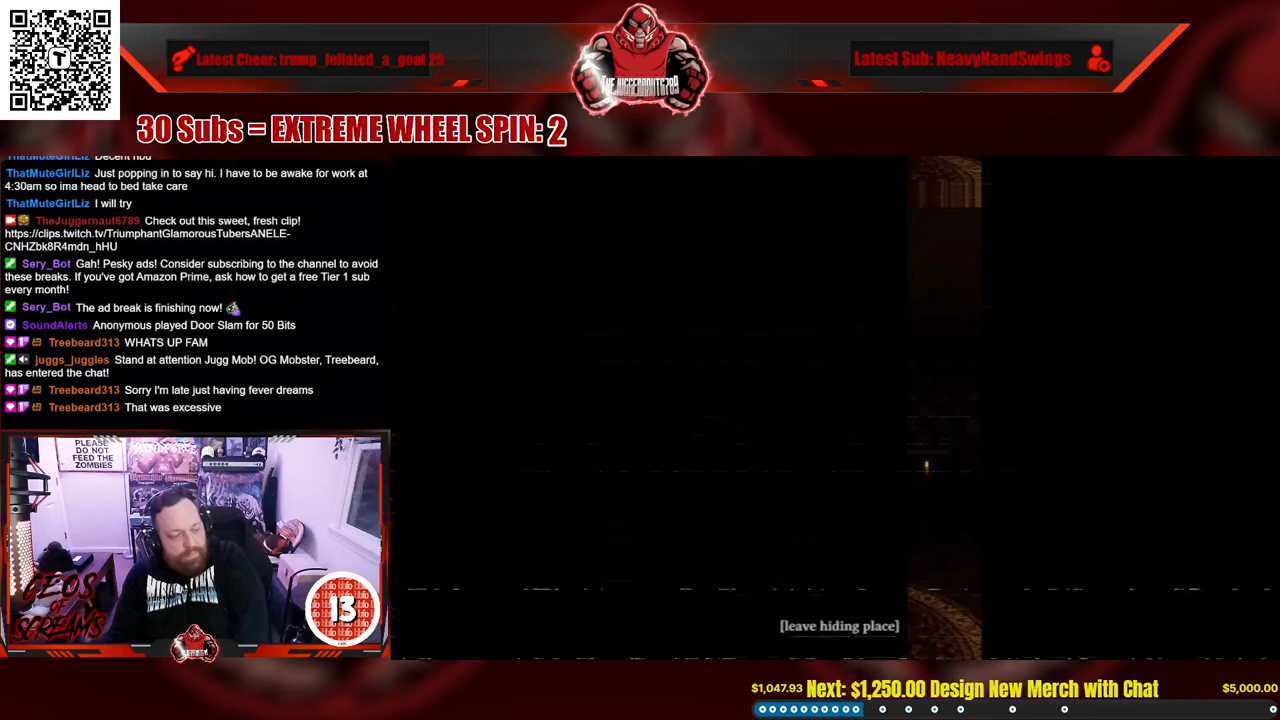 Latest Cheer: trump_fellated_a_goat 25
THEJUGGERNAUT6789
Latest Sub: HeavyHandSwings
30 Subs = EXTREME WHEEL SPIN: 2
ThatMuteGirlLiz Decent hbu
ThatMuteGirlLiz Just popping in to say hi. I have to be awake for work at
4:30am so ima head to bed take care
ThatMuteGirlLiz I will try
TheJuggernaut6789 Check out this sweet, fresh clip!
https://clips.twitch.tv/TriumphantGlamorousTubersANELE-
CNHZbk8R4mdn_hHU
Sery_Bot Gah! Pesky ads! Consider subscribing to the channel to avoid
these breaks. If you've got Amazon Prime, ask how to get a free Tier 1 sub
every month!
Sery_Bot The ad break is finishing now!
SoundAlerts Anonymous played Door Slam for 50 Bits
Treebeard313 WHATS UP FAM
juggs_juggles Stand at attention Jugg Mob! OG Mobster, Treebeard,
has entered the chat!
Treebeard313 Sorry I'm late just having fever dreams
Treebeard313 That was excessive
PLEASE
DO NOT
FEED THE
ZOMBIES
CEOS
OF
SCREAMS
13
[leave hiding place]
$1,047.93 Next: $1,250.00 Design New Merch with Chat $5,000.00